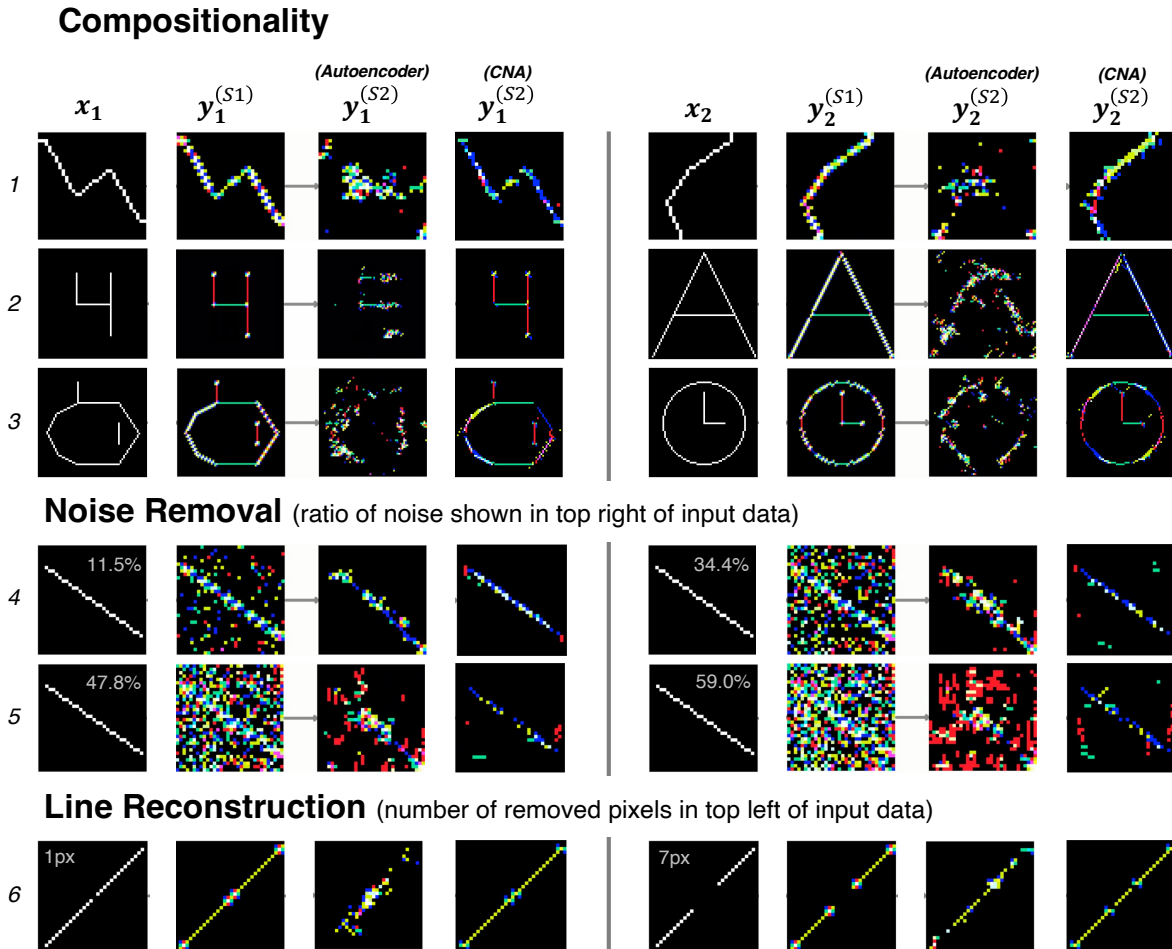 Compositionality
(Autoencoder) (CNA) (Autoencoder) (CNA)
x₁ y₁^(S1) y₁^(S2) y₁^(S2) x₂ y₂^(S1) y₂^(S2) y₂^(S2)
1
2
3
Noise Removal (ratio of noise shown in top right of input data)
11.5% 34.4%
4
47.8% 59.0%
5
Line Reconstruction (number of removed pixels in top left of input data)
1px 7px
6